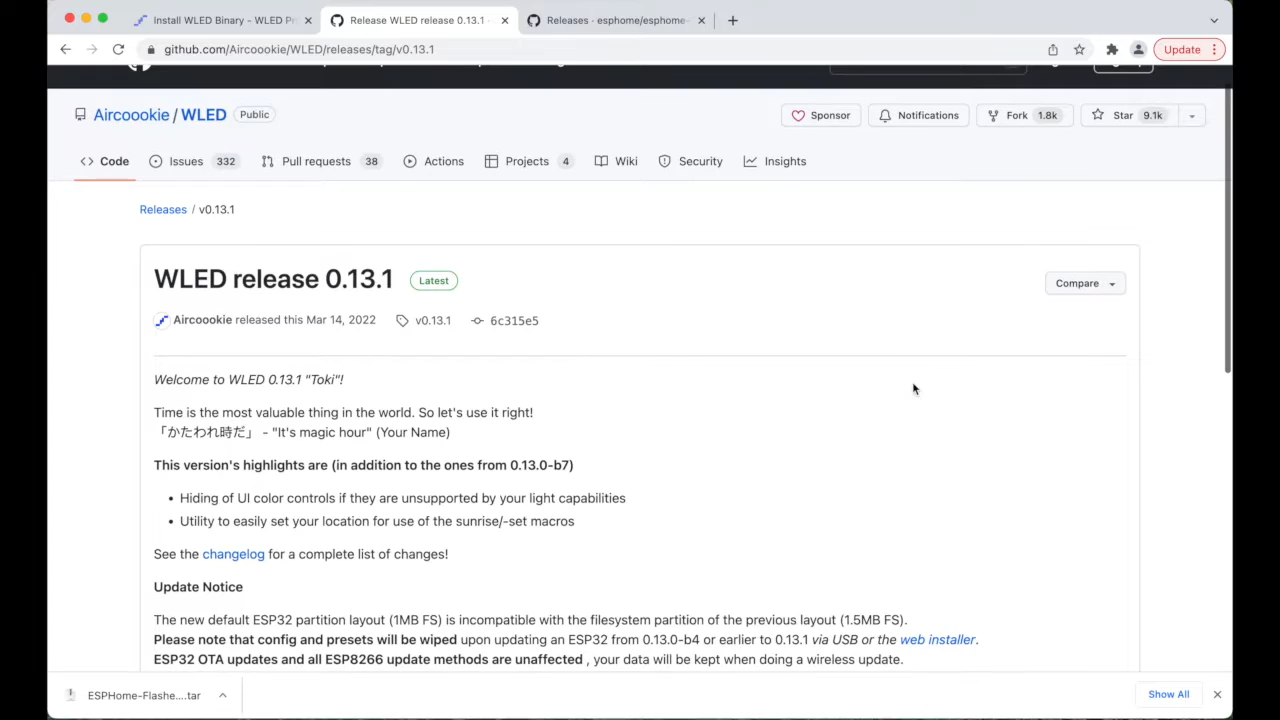 Install WLED Binary – WLED Pr
Release WLED release 0.13.1 ·
Releases · esphome/esphome-
github.com/Aircoookie/WLED/releases/tag/v0.13.1
Update
Aircoookie / WLED Public
Sponsor Notifications Fork 1.8k Star 9.1k
Code Issues 332 Pull requests 38 Actions Projects 4 Wiki Security Insights
Releases / v0.13.1
WLED release 0.13.1 Latest
Compare
Aircoookie released this Mar 14, 2022 v0.13.1 6c315e5
Welcome to WLED 0.13.1 "Toki"!
Time is the most valuable thing in the world. So let's use it right!
「かたわれ時だ」 - "It's magic hour" (Your Name)
This version's highlights are (in addition to the ones from 0.13.0-b7)
• Hiding of UI color controls if they are unsupported by your light capabilities
• Utility to easily set your location for use of the sunrise/-set macros
See the changelog for a complete list of changes!
Update Notice
The new default ESP32 partition layout (1MB FS) is incompatible with the filesystem partition of the previous layout (1.5MB FS).
Please note that config and presets will be wiped upon updating an ESP32 from 0.13.0-b4 or earlier to 0.13.1 via USB or the web installer.
ESP32 OTA updates and all ESP8266 update methods are unaffected , your data will be kept when doing a wireless update.
ESPHome-Flashe....tar
Show All